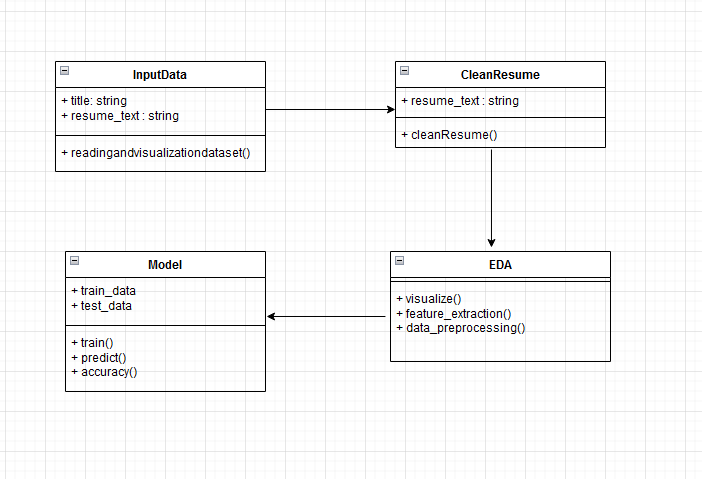 InputData
+ title: string
+ resume_text : string
+ readingandvisualizationdataset()
CleanResume
+ resume_text : string
+ cleanResume()
Model
+ train_data
+ test_data
+ train()
+ predict()
+ accuracy()
EDA
+ visualize()
+ feature_extraction()
+ data_preprocessing()